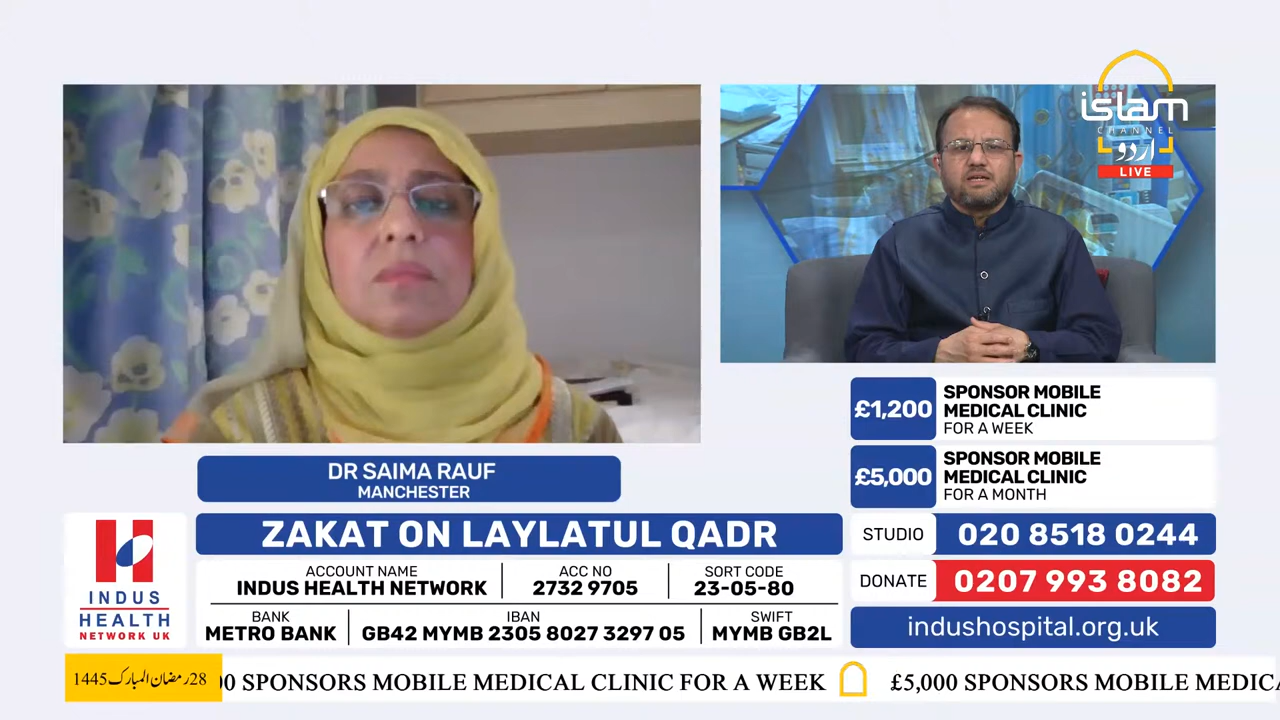 islam
CHANNEL
اردو
LIVE
£1,200
SPONSOR MOBILE
MEDICAL CLINIC
FOR A WEEK
£5,000
SPONSOR MOBILE
MEDICAL CLINIC
FOR A MONTH
DR SAIMA RAUF
MANCHESTER
INDUS
HEALTH
NETWORK UK
ZAKAT ON LAYLATUL QADR
ACCOUNT NAME
INDUS HEALTH NETWORK
ACC NO
2732 9705
SORT CODE
23-05-80
BANK
METRO BANK
IBAN
GB42 MYMB 2305 8027 3297 05
SWIFT
MYMB GB2L
STUDIO 020 8518 0244
DONATE 0207 993 8082
indushospital.org.uk
28رمضان المبارک 1445
00 SPONSORS MOBILE MEDICAL CLINIC FOR A WEEK £5,000 SPONSORS MOBILE MEDICA